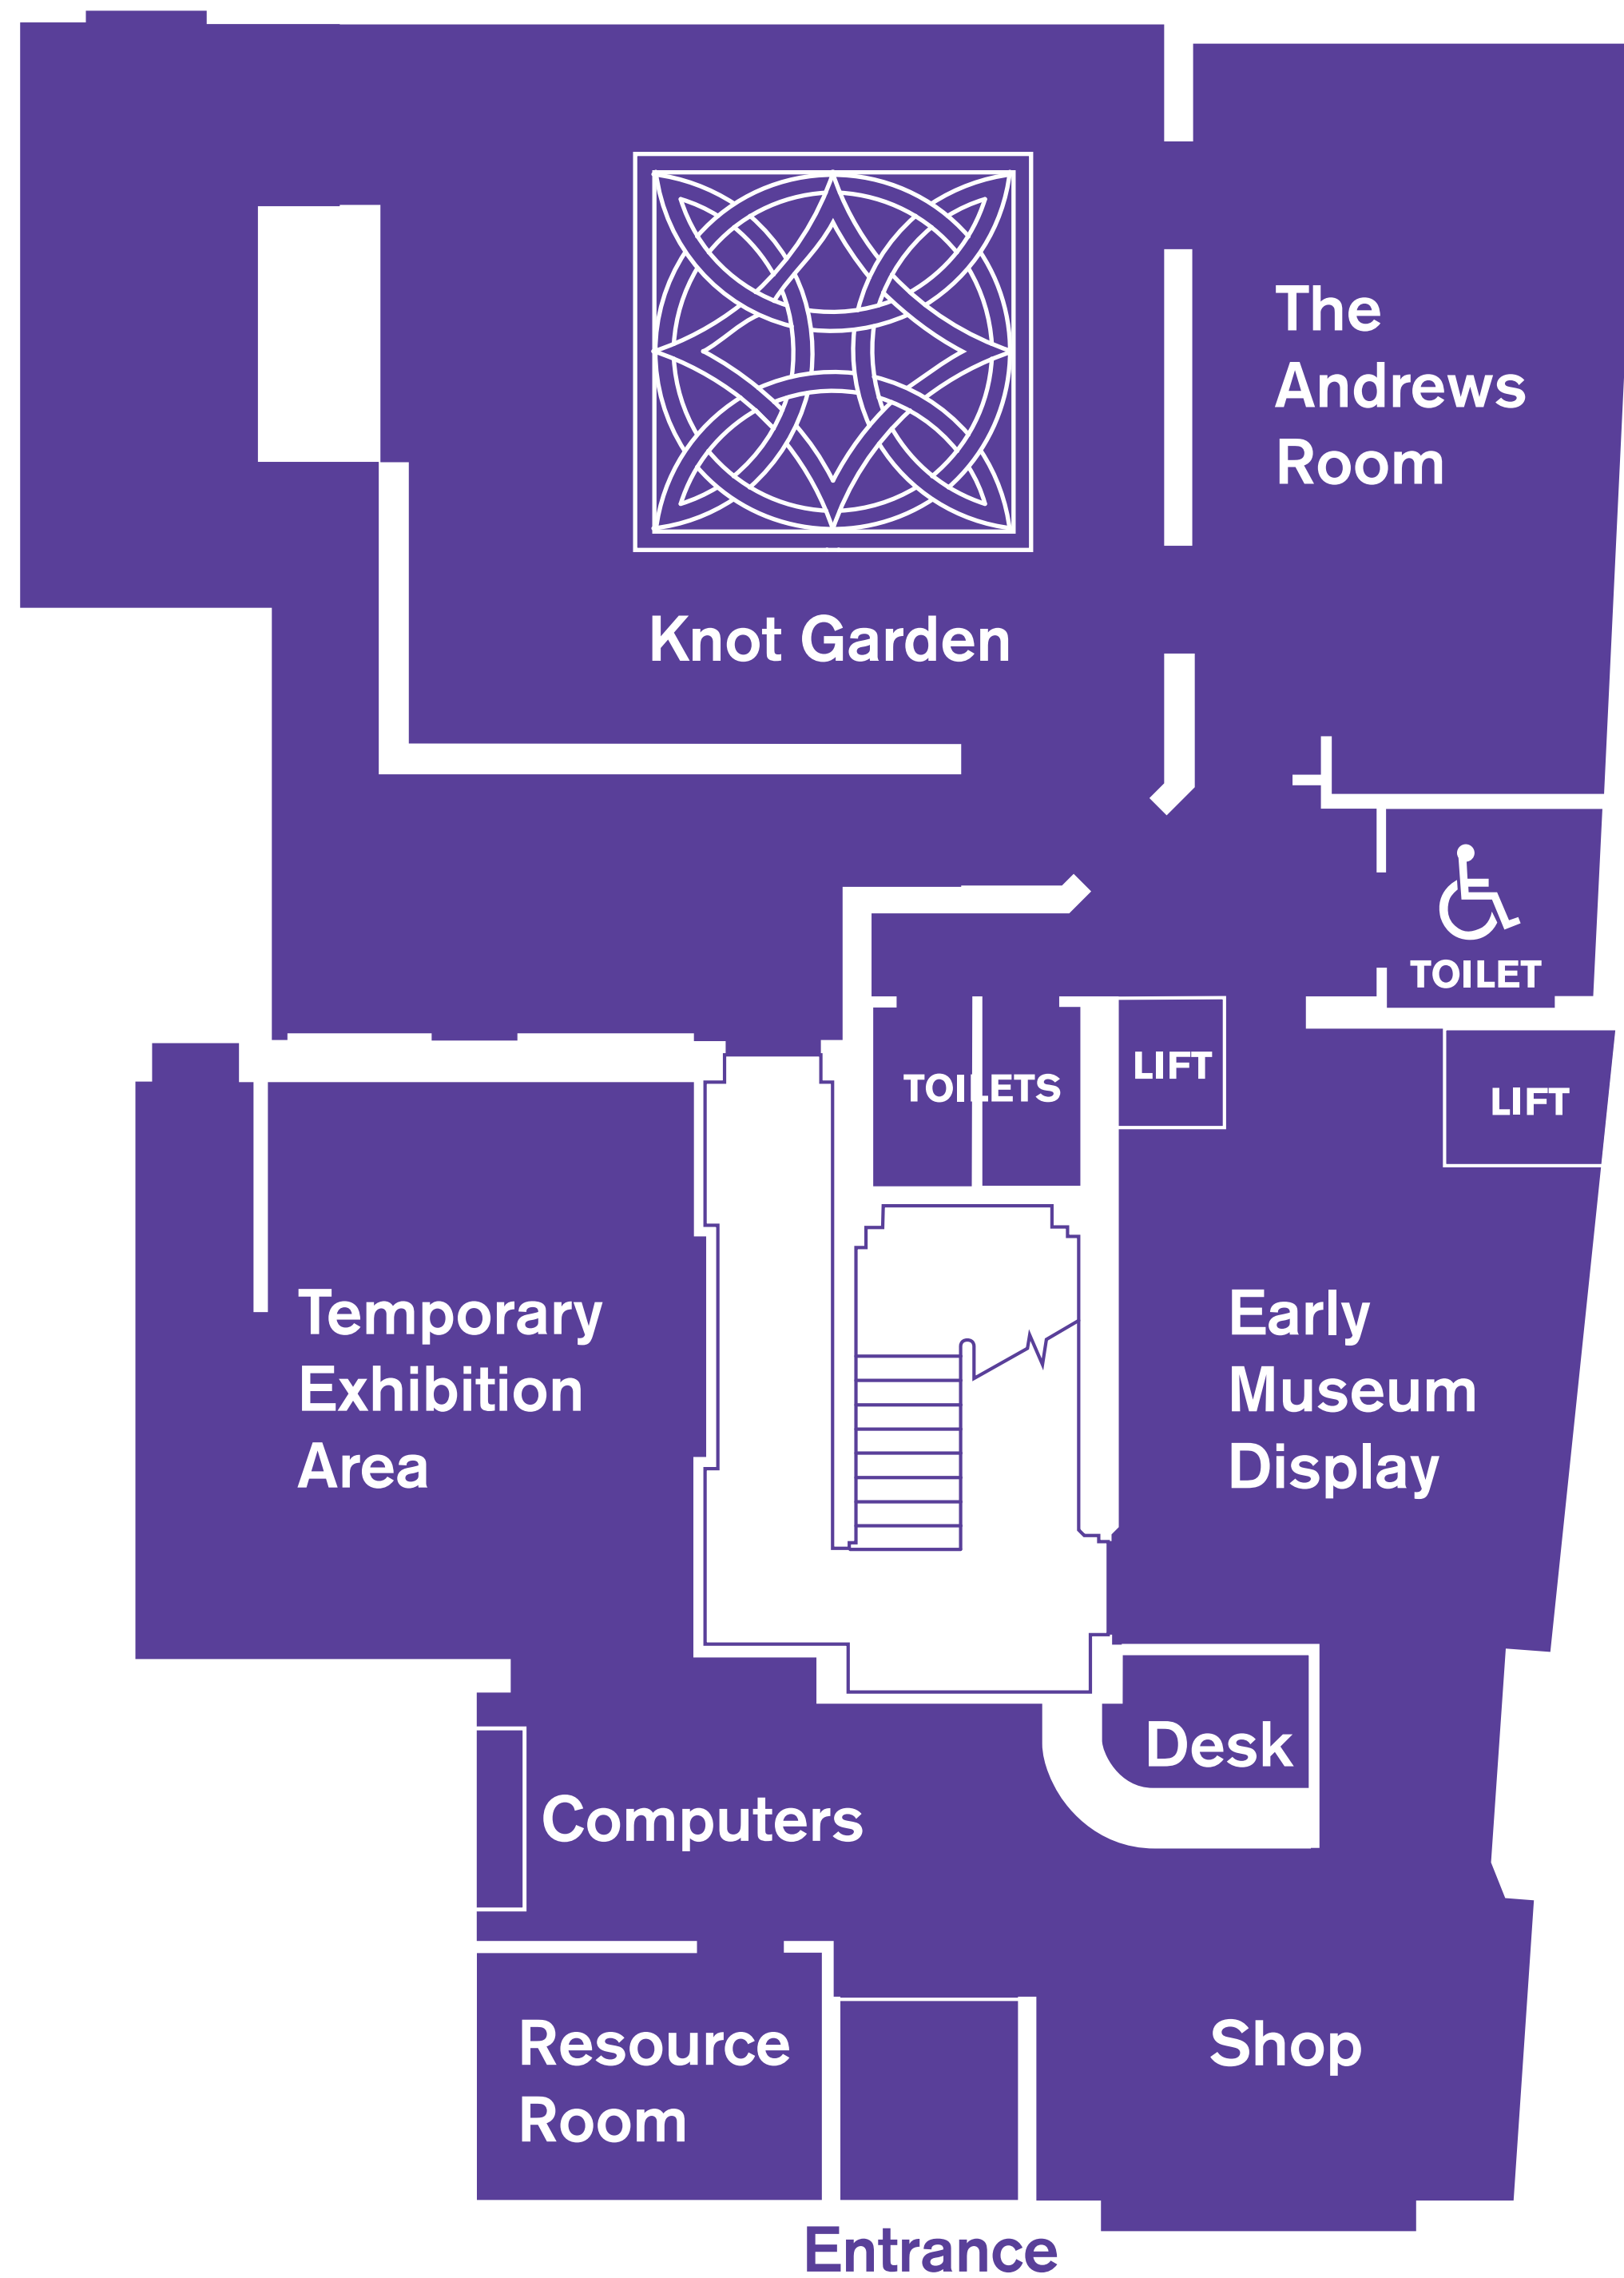 The
Andrews
Room
Knot Garden
TOILET
LIFT
TOILETS
LIFT
Temporary
Exhibition
Area
Early
Museum
Display
Desk
Computers
Resource
Room
Shop
Entrance